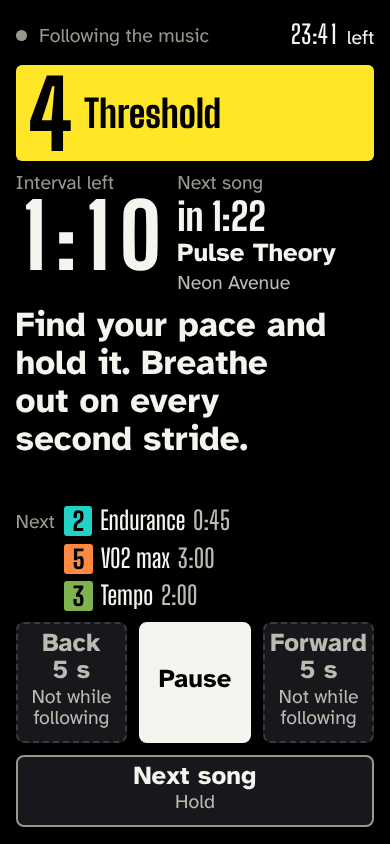 Following the music
23:41 left
4 Threshold
Interval left
1:10
Next song
in 1:22
Pulse Theory
Neon Avenue
Find your pace and
hold it. Breathe
out on every
second stride.
Next 2 Endurance 0:45
5 VO2 max 3:00
3 Tempo 2:00
Back
5 s
Not while
following
Pause
Forward
5 s
Not while
following
Next song
Hold